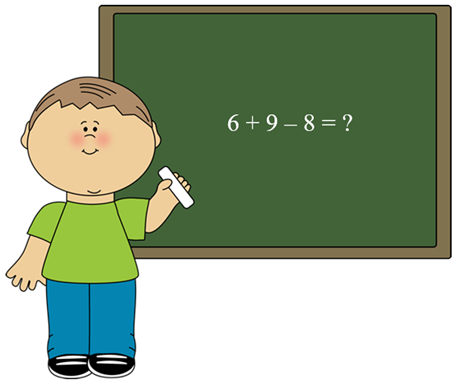 6 + 9 – 8 = ?